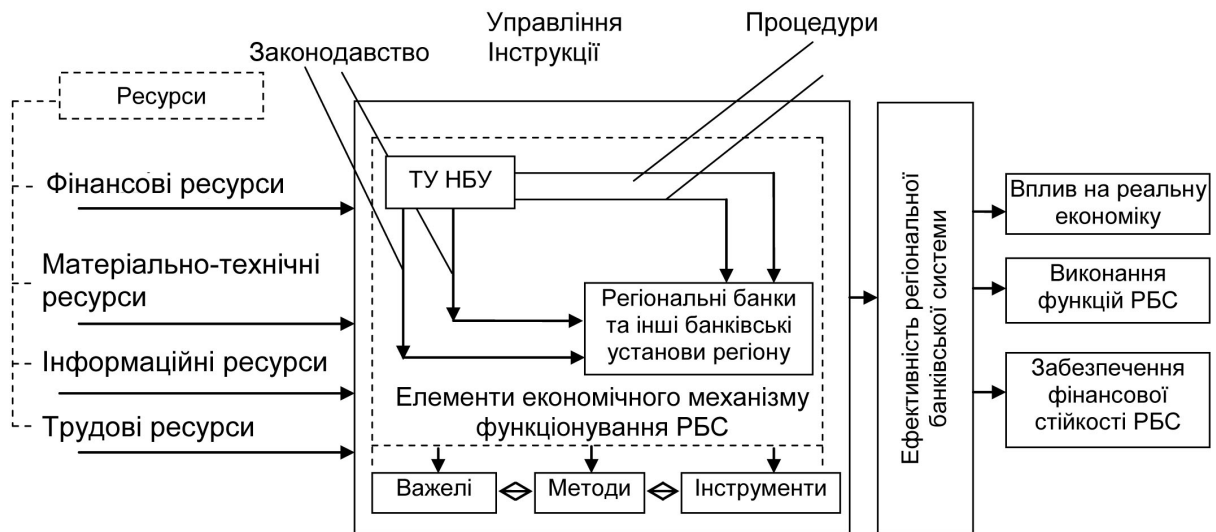 Управління
Інструкції
Процедури
Законодавство
Ресурси
Фінансові ресурси
Матеріально-технічні
ресурси
Інформаційні ресурси
Трудові ресурси
ТУ НБУ
Регіональні банки
та інші банківські
установи регіону
Елементи економічного механізму
функціонування РБС
Важелі
Методи
Інструменти
Ефективність регіональної
банківської системи
Вплив на реальну
економіку
Виконання
функцій РБС
Забезпечення
фінансової
стійкості РБС